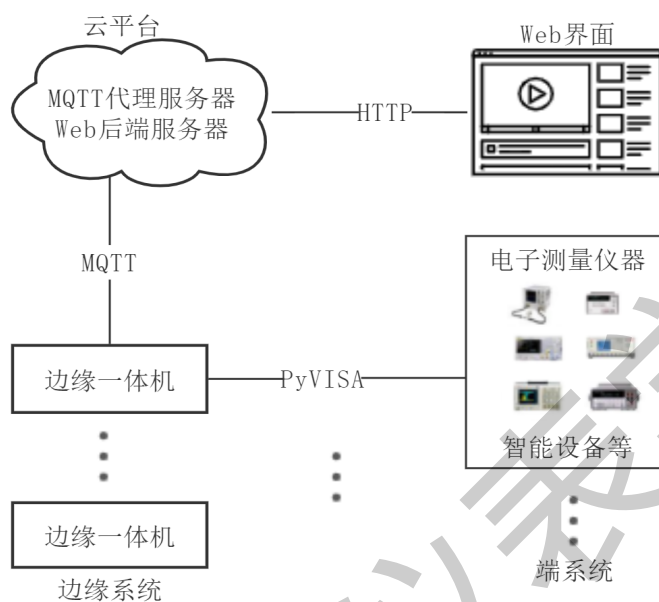 云平台
Web界面
MQTT代理服务器
Web后端服务器
HTTP
MQTT
电子测量仪器
边缘一体机
PyVISA
智能设备等
边缘一体机
边缘系统
端系统